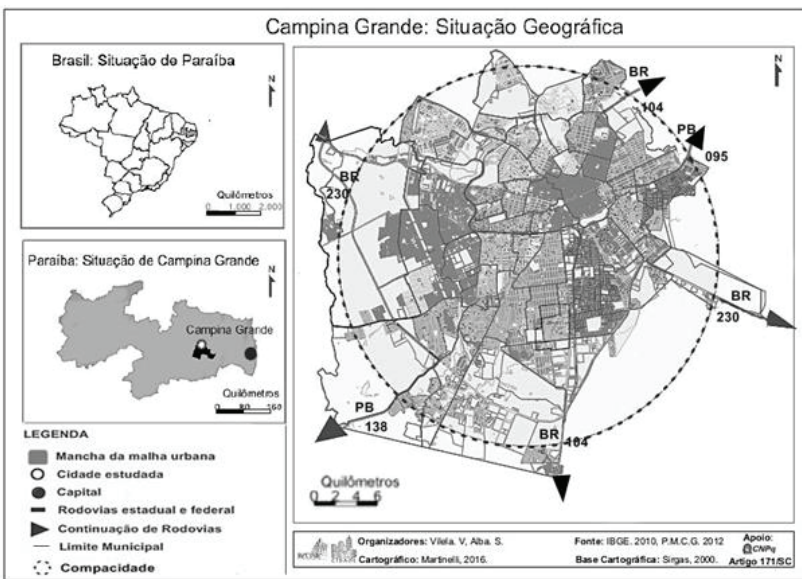 Campina Grande: Situação Geográfica
Brasil: Situação de Paraíba
N
Quilômetros
0 1.000 2.000
Paraíba: Situação de Campina Grande
N
Campina Grande
Quilômetros
0 80 160
LEGENDA
Mancha da malha urbana
Cidade estudada
Capital
Rodovias estadual e federal
Continuação de Rodovias
Limite Municipal
Compacidade
N
BR
104
PB
095
BR
230
BR
230
PB
138
BR
104
Quilômetros
0 2 4 6
Organizadores: Vilela. V, Alba. S.
Cartográfico: Martinelli, 2016.
Fonte: IBGE. 2010, P.M.C.G. 2012
Base Cartográfica: Sirgas, 2000.
Apoio:
CNPq
Artigo 171/SC